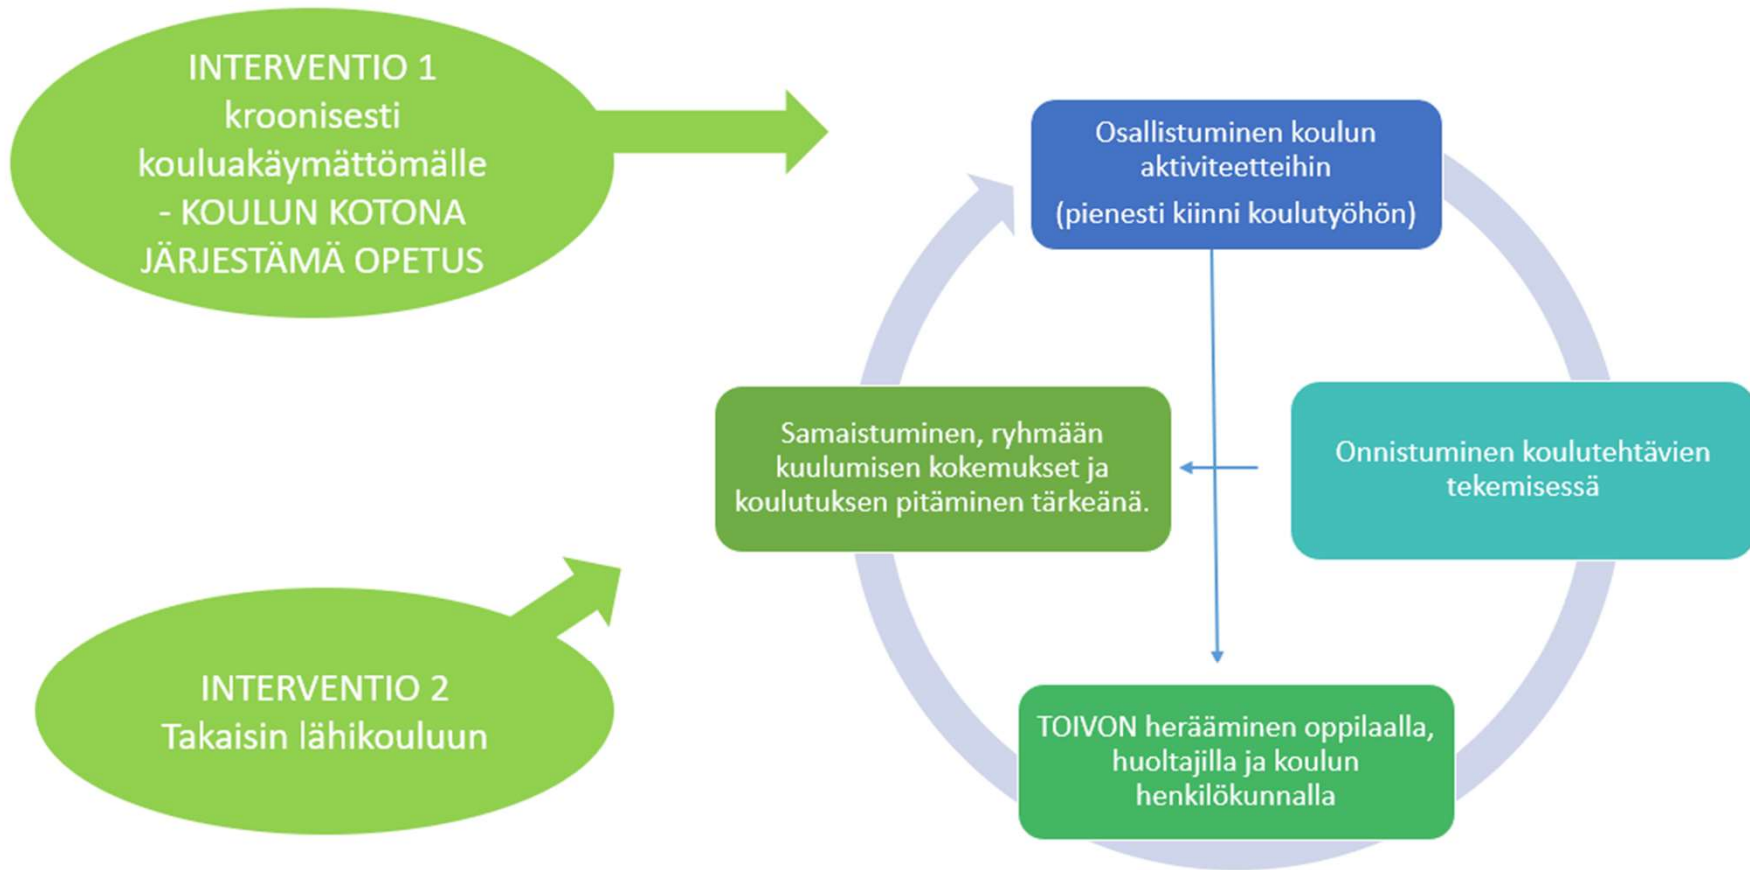 INTERVENTIO 1
kroonisesti
kouluakäymättömälle
- KOULUN KOTONA
JÄRJESTÄMÄ OPETUS
Osallistuminen koulun
aktiviteetteihin
(pienesti kiinni koulutyöhön)
Samaistuminen, ryhmään
kuulumisen kokemukset ja
koulutuksen pitäminen tärkeänä.
Onnistuminen koulutehtävien
tekemisessä
INTERVENTIO 2
Takaisin lähikouluun
TOIVON herääminen oppilaalla,
huoltajilla ja koulun
henkilökunnalla